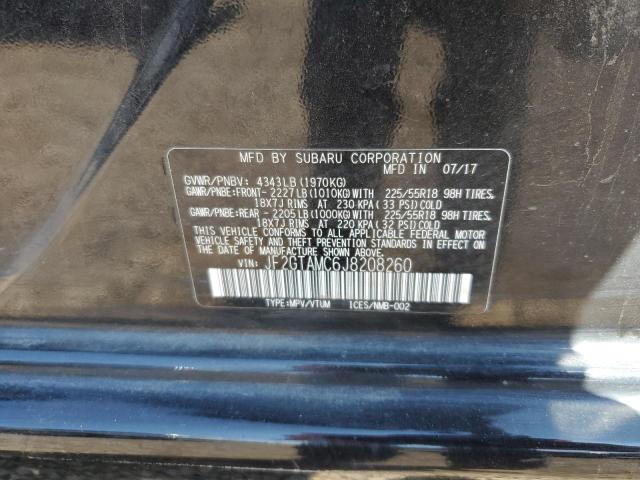 MFD BY SUBARU CORPORATION
MFD IN 07/17
GVWR/PNBV: 4343LB (1970KG)
GAWR/PNBE:FRONT- 2227LB (1010KG)WITH 225/55R18 98H TIRES,
18X7J RIMS AT 230 KPA (33 PSI) COLD
GAWR/PNBE:REAR - 2205LB (1000KG)WITH 225/55R18 98H TIRES,
18X7J RIMS AT 220 KPA (32 PSI) COLD
THIS VEHICLE CONFORMS TO ALL APPLICABLE FEDERAL MOTOR
VEHICLE SAFETY, BUMPER, AND THEFT PREVENTION STANDARDS
IN EFFECT ON THE DATE OF MANUFACTURE SHOWN ABOVE.
VIN: JF2GTAMC6J8208260
TYPE:MPV/VTUM ICES/NMB-002